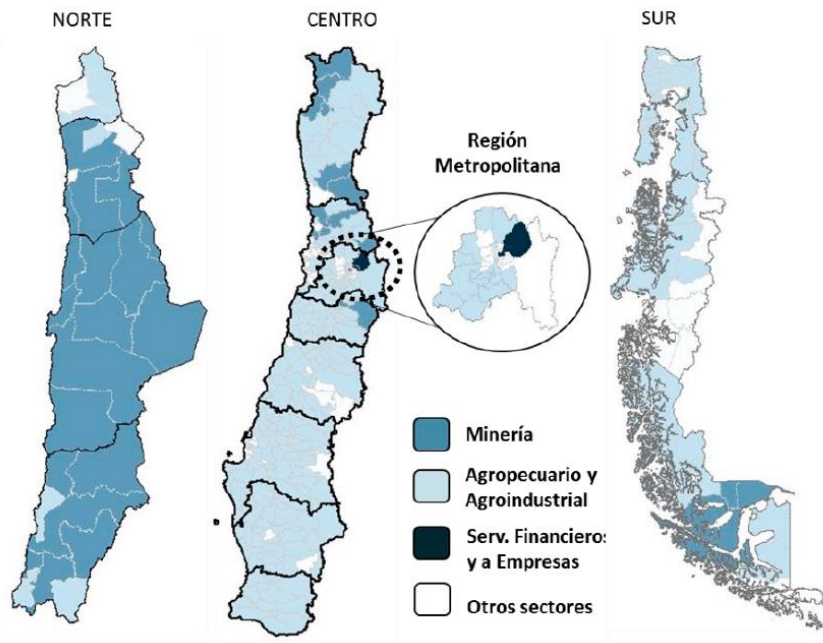 NORTE
CENTRO
SUR
Región
Metropolitana
Minería
Agropecuario y
Agroindustrial
Serv. Financieros
y a Empresas
Otros sectores